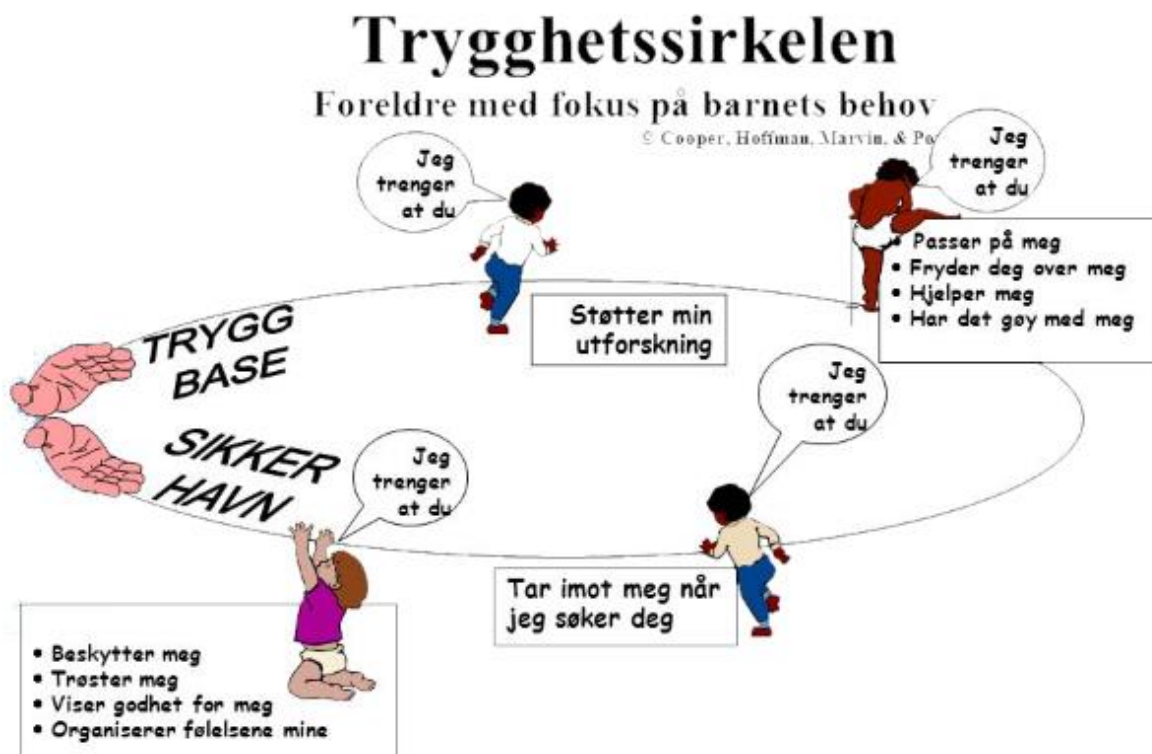 Trygghetssirkelen
Foreldre med fokus på barnets behov
© Cooper, Hoffman, Marvin, &
Jeg
trenger
at du
Jeg
trenger
at du
• Passer på meg
• Fryder deg over meg
• Hjelper meg
• Har det gøy med meg
Støtter min
utforskning
TRYGG
BASE
Jeg
trenger
at du
SIKKER
HAVN
Jeg
trenger
at du
Tar imot meg når
jeg søker deg
• Beskytter meg
• Trøster meg
• Viser godhet for meg
• Organiserer følelsene mine